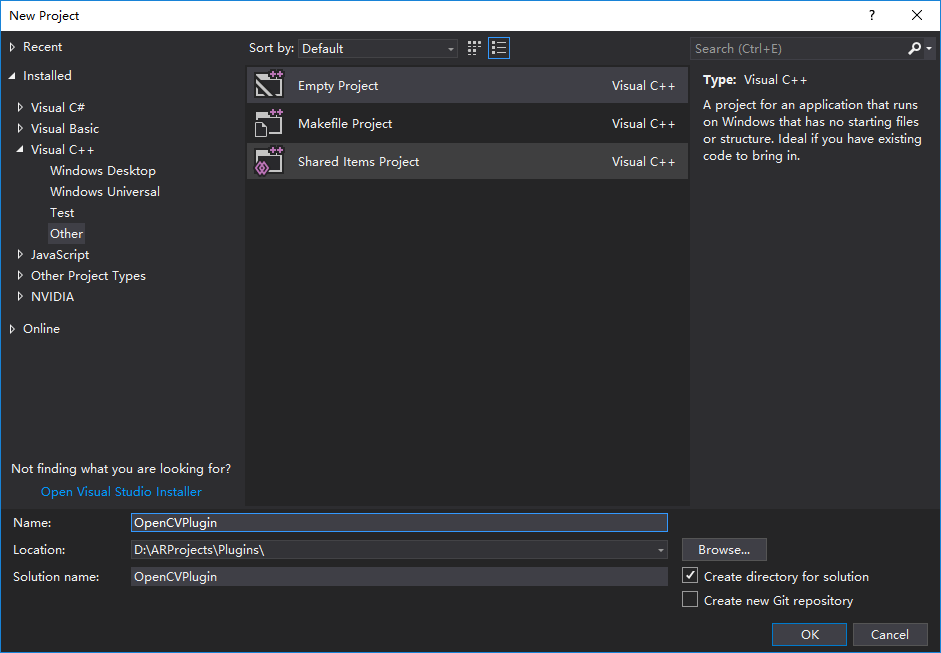 New Project
?
Recent
Installed
Visual C#
Visual Basic
Visual C++
Windows Desktop
Windows Universal
Test
Other
JavaScript
Other Project Types
NVIDIA
Online
Not finding what you are looking for?
Open Visual Studio Installer
Sort by: Default
Empty Project Visual C++
Makefile Project Visual C++
Shared Items Project Visual C++
Search (Ctrl+E)
Type: Visual C++
A project for an application that runs
on Windows that has no starting files
or structure. Ideal if you have existing
code to bring in.
Name: OpenCVPlugin
Location: D:\ARProjects\Plugins\
Browse...
Solution name: OpenCVPlugin
Create directory for solution
Create new Git repository
OK Cancel